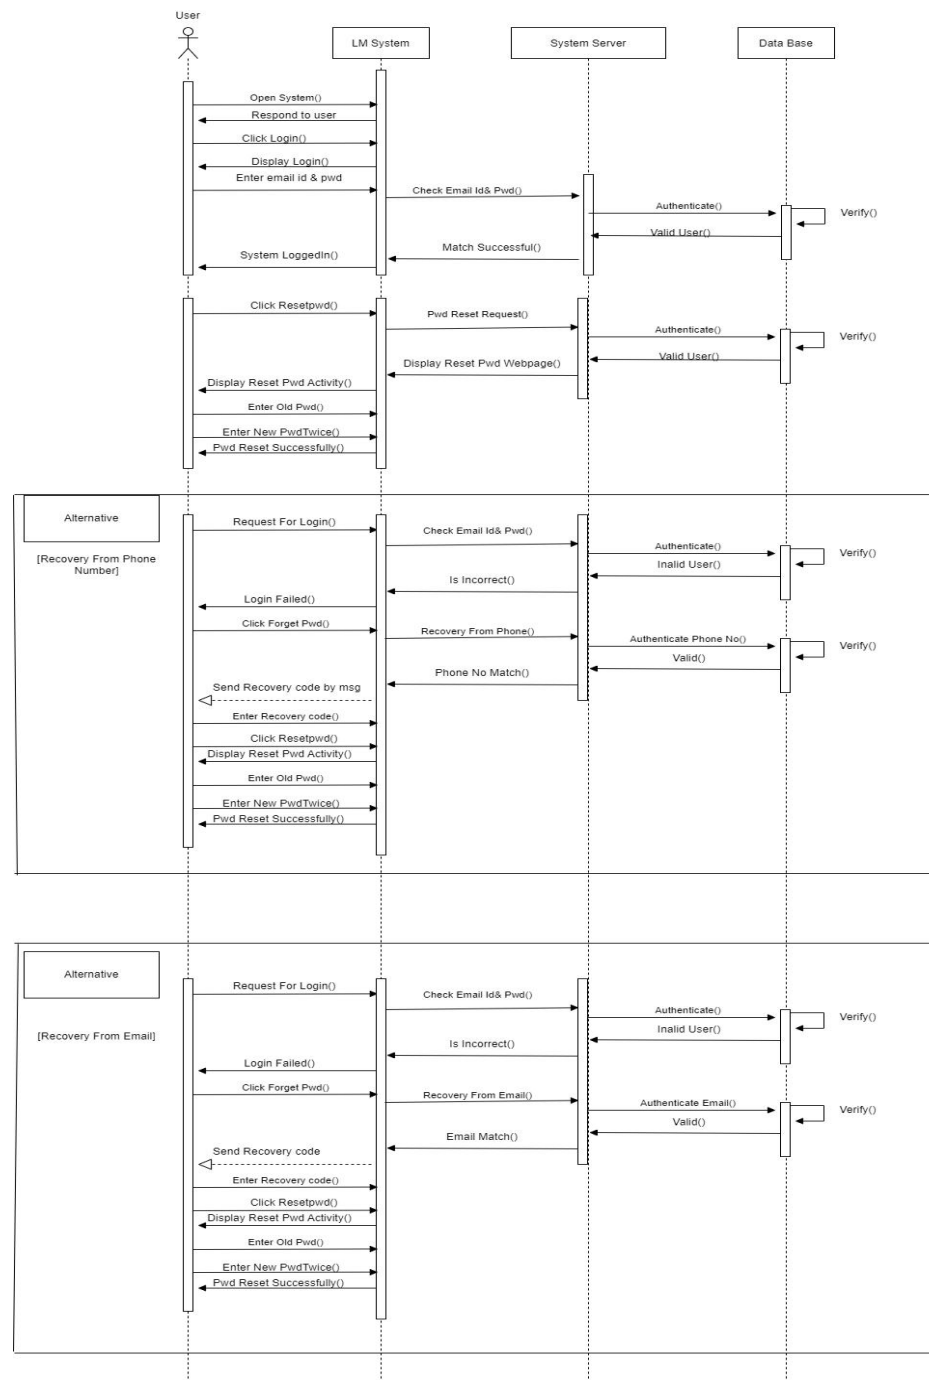 User
LM System
System Server
Data Base
Open System()
Respond to user
Click Login()
Display Login()
Enter email id & pwd
Check Email Id& Pwd()
Authenticate()
Verify()
Valid User()
Match Successful()
System LoggedIn()
Click Resetpwd()
Pwd Reset Request()
Authenticate()
Verify()
Valid User()
Display Reset Pwd Webpage()
Display Reset Pwd Activity()
Enter Old Pwd()
Enter New PwdTwice()
Pwd Reset Successfully()
Alternative
[Recovery From Phone
Number]
Request For Login()
Check Email Id& Pwd()
Authenticate()
Verify()
Inalid User()
Is Incorrect()
Login Failed()
Click Forget Pwd()
Recovery From Phone()
Authenticate Phone No()
Verify()
Valid()
Phone No Match()
Send Recovery code by msg
Enter Recovery code()
Click Resetpwd()
Display Reset Pwd Activity()
Enter Old Pwd()
Enter New PwdTwice()
Pwd Reset Successfully()
Alternative
[Recovery From Email]
Request For Login()
Check Email Id& Pwd()
Authenticate()
Verify()
Inalid User()
Is Incorrect()
Login Failed()
Click Forget Pwd()
Recovery From Email()
Authenticate Email()
Verify()
Valid()
Email Match()
Send Recovery code
Enter Recovery code()
Click Resetpwd()
Display Reset Pwd Activity()
Enter Old Pwd()
Enter New PwdTwice()
Pwd Reset Successfully()